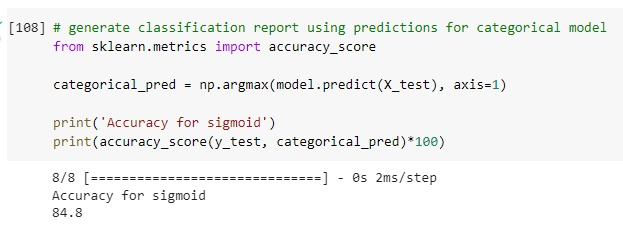 [108] # generate classification report using predictions for categorical model
from sklearn.metrics import accuracy_score
categorical_pred = np.argmax(model.predict(X_test), axis=1)
print('Accuracy for sigmoid')
print(accuracy_score(y_test, categorical_pred)*100)
8/8 [==============================] - 0s 2ms/step
Accuracy for sigmoid
84.8